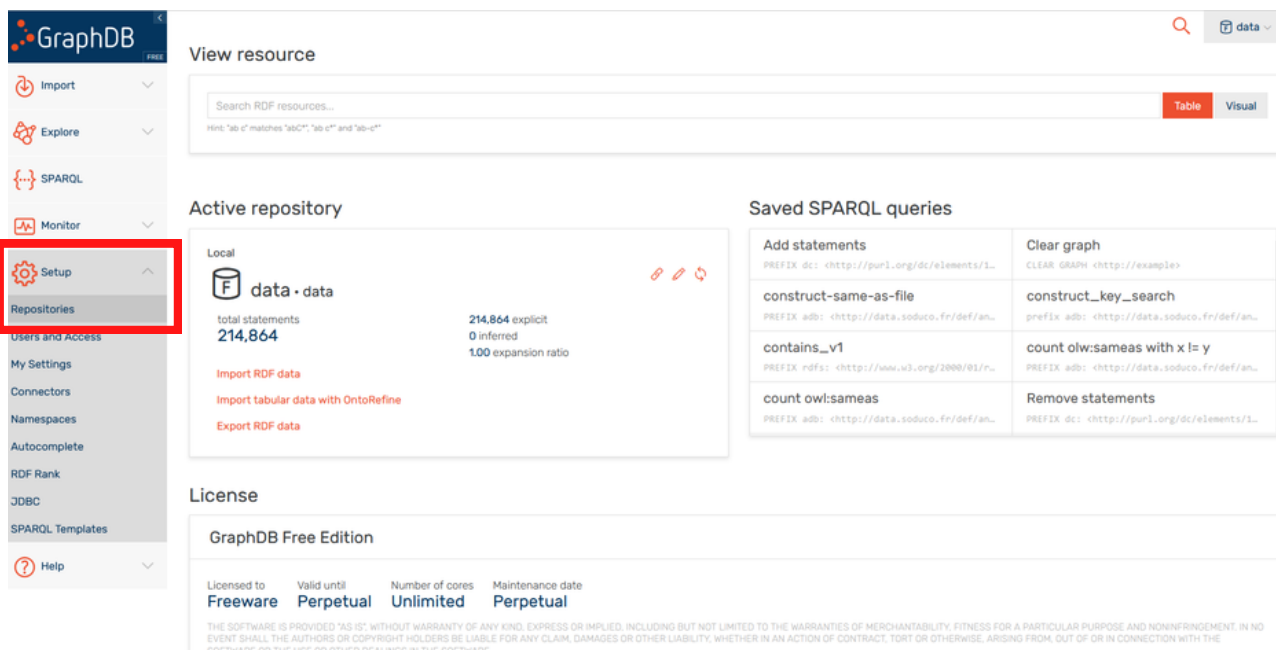 GraphDB
FREE
data
Import
Explore
SPARQL
Monitor
Setup
Repositories
Users and Access
My Settings
Connectors
Namespaces
Autocomplete
RDF Rank
JDBC
SPARQL Templates
Help
View resource
Search RDF resources...
Table
Visual
Hint: "ab c" matches "abC*", "ab c*" and "ab-c*"
Active repository
Local
data · data
total statements
214,864
214,864 explicit
0 inferred
1.00 expansion ratio
Import RDF data
Import tabular data with OntoRefine
Export RDF data
Saved SPARQL queries
Add statements
PREFIX dc: <http://purl.org/dc/elements/1…
Clear graph
CLEAR GRAPH <http://example>
construct-same-as-file
PREFIX adb: <http://data.soduco.fr/def/an…
construct_key_search
prefix adb: <http://data.soduco.fr/def/an…
contains_v1
PREFIX rdfs: <http://www.w3.org/2000/01/r…
count olw:sameas with x != y
PREFIX adb: <http://data.soduco.fr/def/an…
count owl:sameas
PREFIX adb: <http://data.soduco.fr/def/an…
Remove statements
PREFIX dc: <http://purl.org/dc/elements/1…
License
GraphDB Free Edition
Licensed to
Freeware
Valid until
Perpetual
Number of cores
Unlimited
Maintenance date
Perpetual
THE SOFTWARE IS PROVIDED "AS IS", WITHOUT WARRANTY OF ANY KIND, EXPRESS OR IMPLIED, INCLUDING BUT NOT LIMITED TO THE WARRANTIES OF MERCHANTABILITY, FITNESS FOR A PARTICULAR PURPOSE AND NONINFRINGEMENT. IN NO
EVENT SHALL THE AUTHORS OR COPYRIGHT HOLDERS BE LIABLE FOR ANY CLAIM, DAMAGES OR OTHER LIABILITY, WHETHER IN AN ACTION OF CONTRACT, TORT OR OTHERWISE, ARISING FROM, OUT OF OR IN CONNECTION WITH THE
SOFTWARE OR THE USE OR OTHER DEALINGS IN THE SOFTWARE.